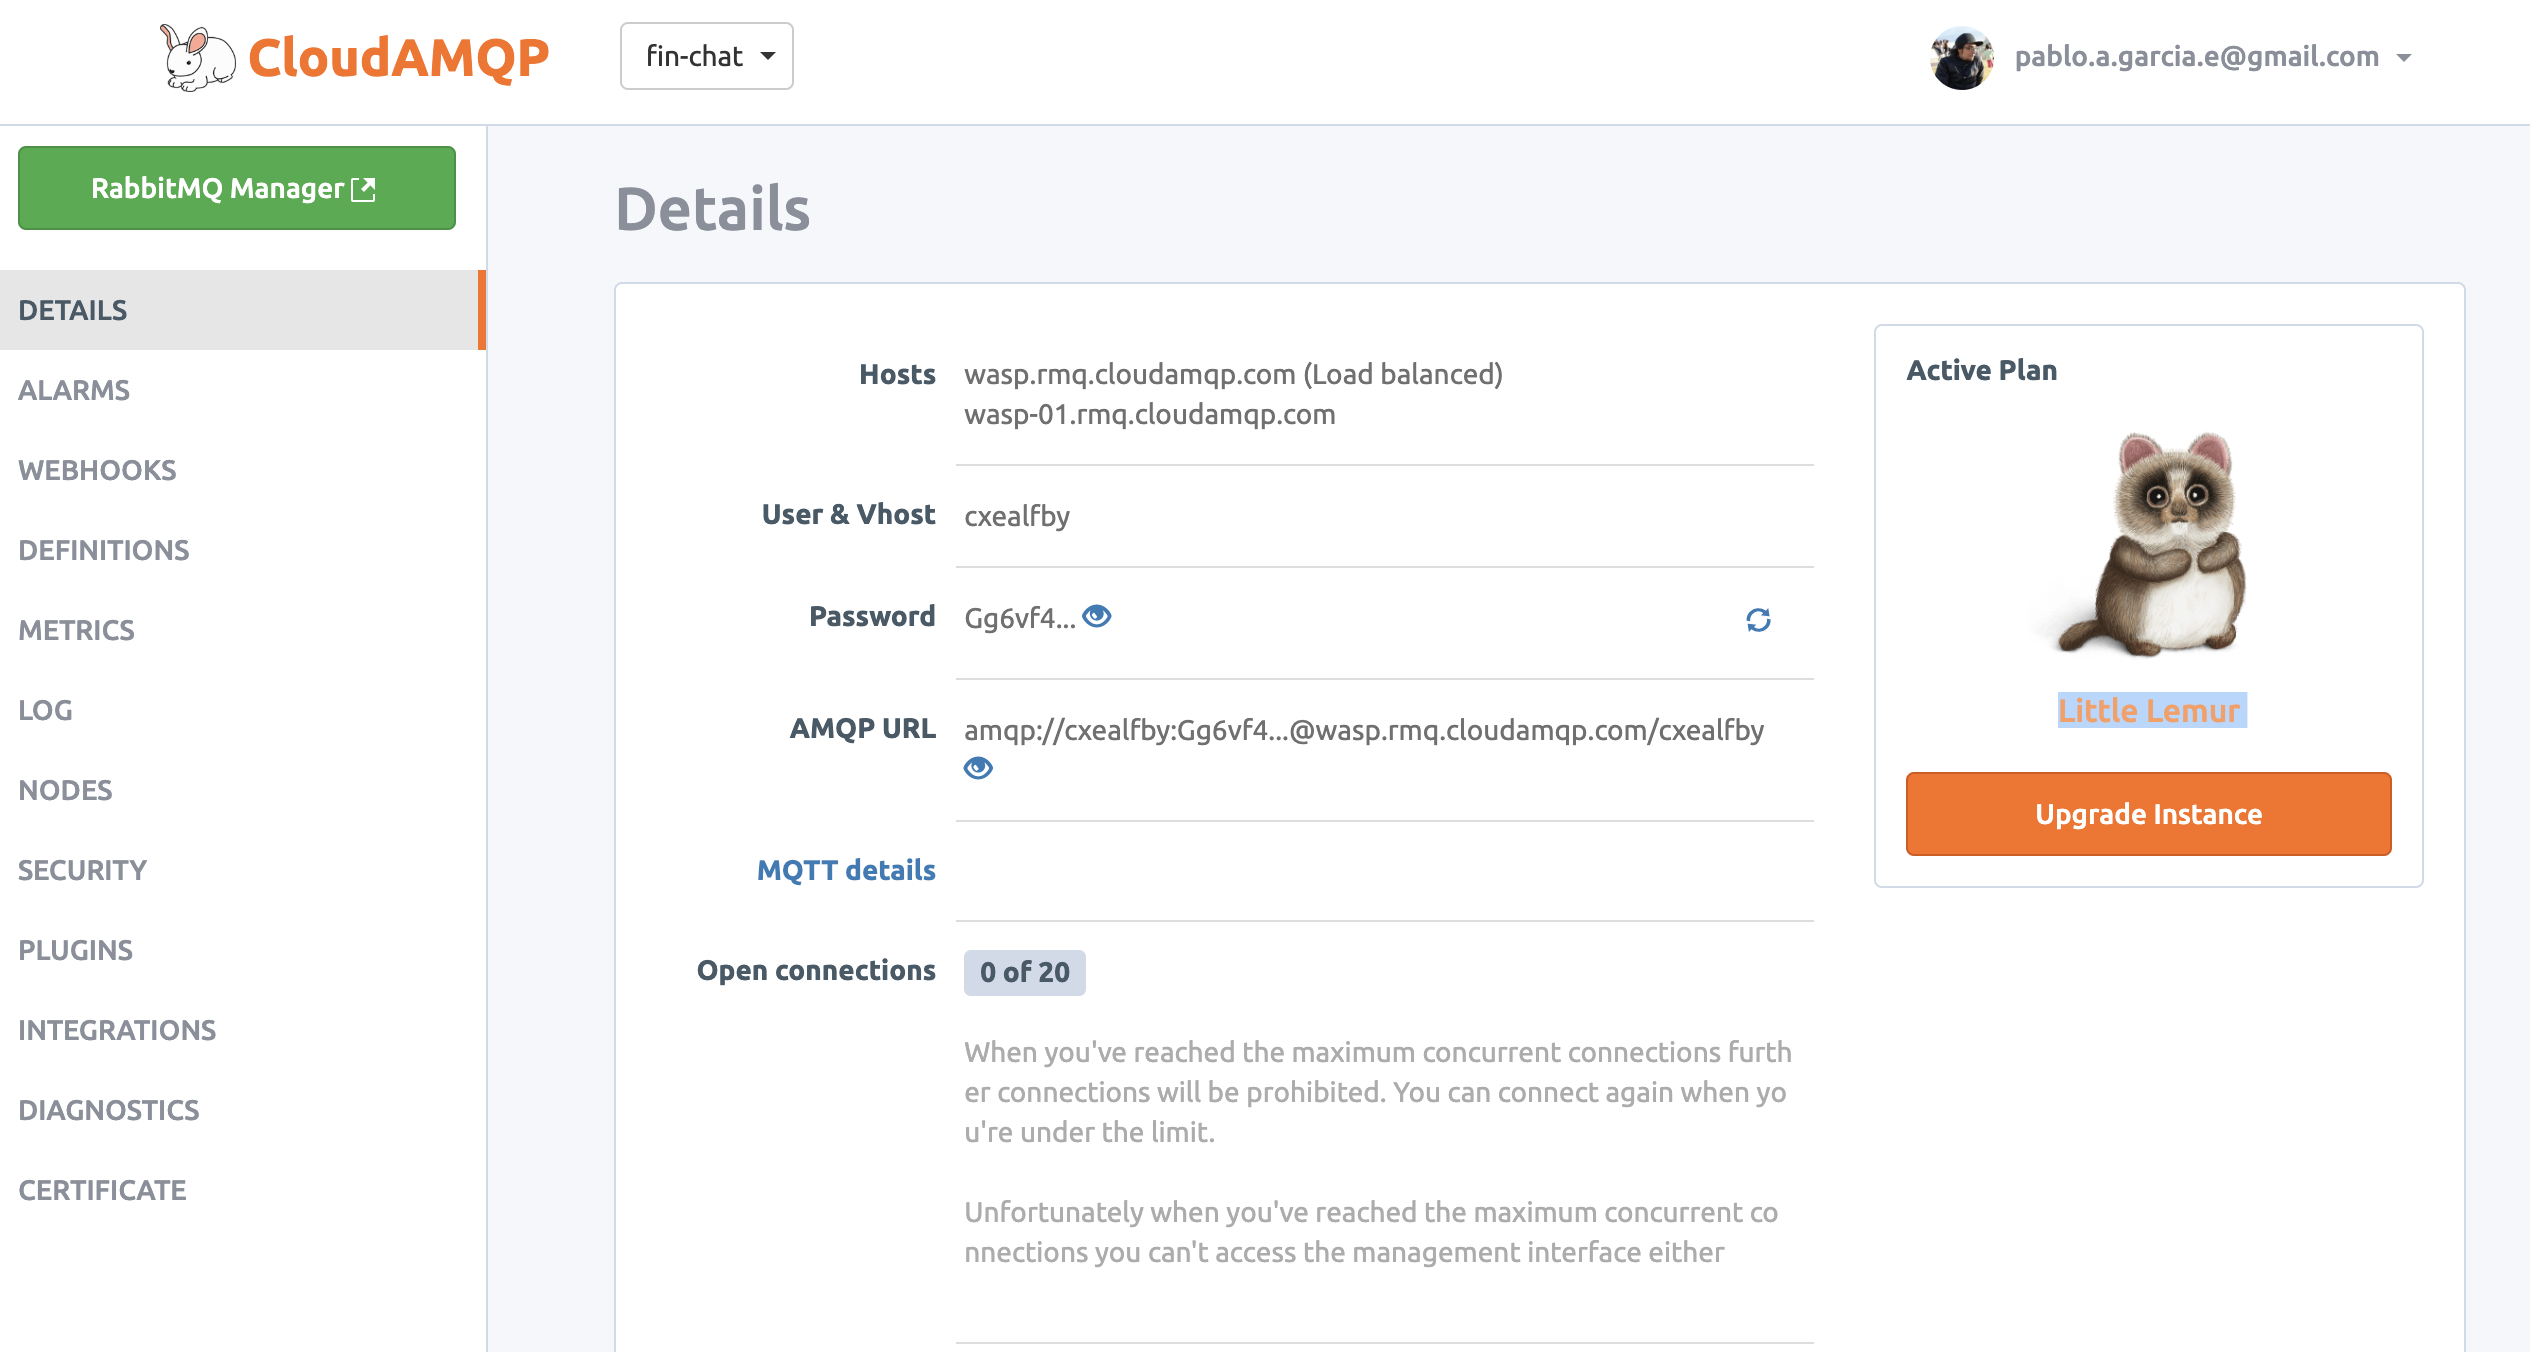 CloudAMQP
fin-chat
pablo.a.garcia.e@gmail.com
RabbitMQ Manager
DETAILS
ALARMS
WEBHOOKS
DEFINITIONS
METRICS
LOG
NODES
SECURITY
PLUGINS
INTEGRATIONS
DIAGNOSTICS
CERTIFICATE
Details
Hosts
wasp.rmq.cloudamqp.com (Load balanced)
wasp-01.rmq.cloudamqp.com
User & Vhost
cxealfby
Password
Gg6vf4...
AMQP URL
amqp://cxealfby:Gg6vf4...@wasp.rmq.cloudamqp.com/cxealfby
MQTT details
Open connections
0 of 20
When you've reached the maximum concurrent connections furth
er connections will be prohibited. You can connect again when yo
u're under the limit.
Unfortunately when you've reached the maximum concurrent co
nnections you can't access the management interface either
Active Plan
Little Lemur
Upgrade Instance